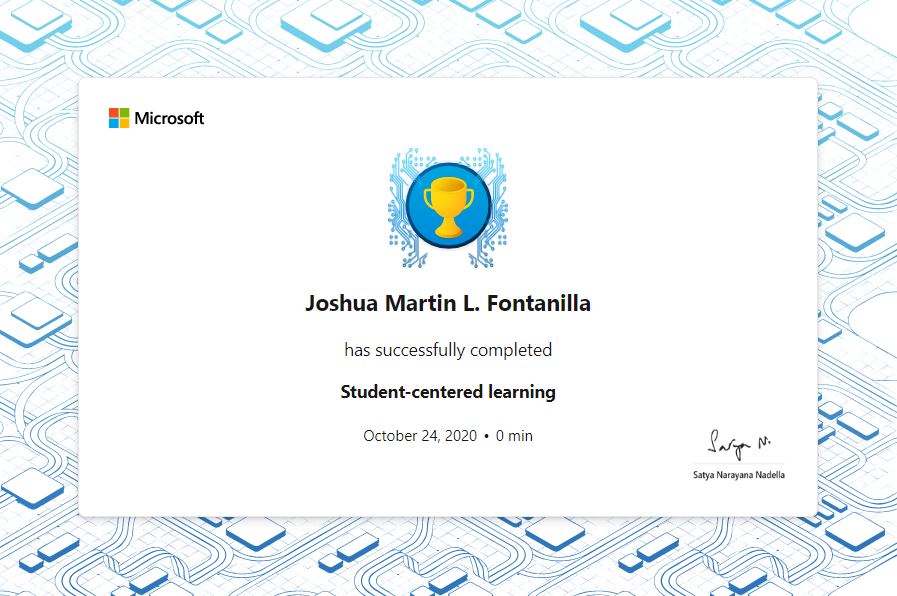 Microsoft
Joshua Martin L. Fontanilla
has successfully completed
Student-centered learning
October 24, 2020 • 0 min
Satya N.
Satya Narayana Nadella